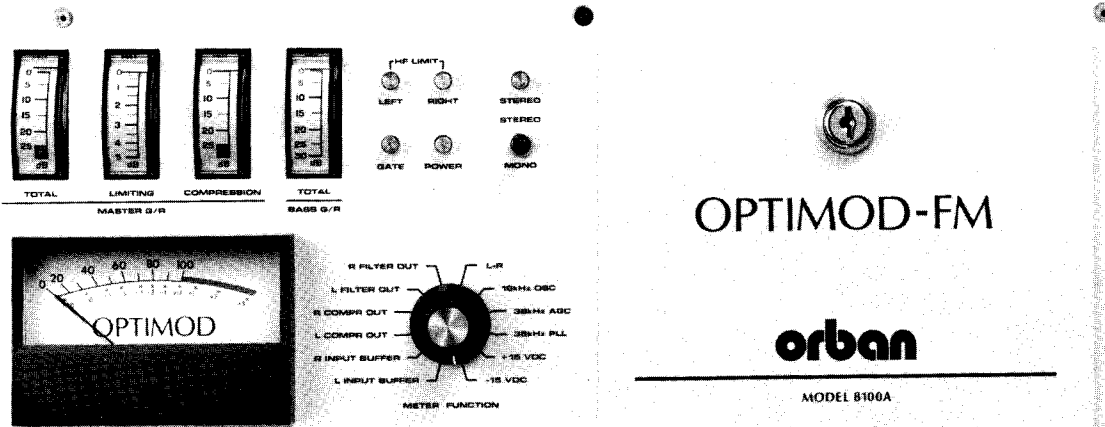 0 5 10 15 20 25 dB
0 1 2 3 4 5 dB
0 5 10 15 20 25 dB
0 5 10 15 20 25 30 dB
HF LIMIT
LEFT RIGHT STEREO
STEREO
GATE POWER MONO
TOTAL LIMITING COMPRESSION TOTAL
MASTER G/R BASS G/R
0 20 40 60 80 100
OPTIMOD
R FILTER OUT L-R
L FILTER OUT 19kHz OSC
R COMPR OUT 38kHz AGC
L COMPR OUT 38kHz PLL
R INPUT BUFFER +15 VDC
L INPUT BUFFER -15 VDC
METER FUNCTION
OPTIMOD-FM
orban
MODEL 8100A